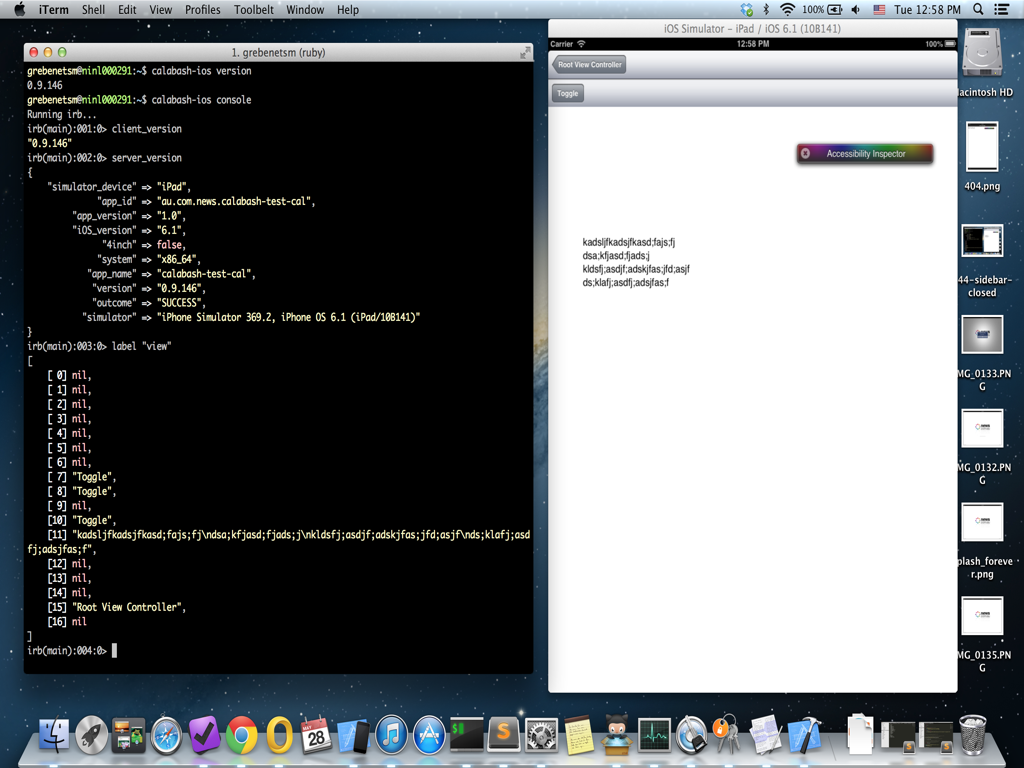 iTerm Shell Edit View Profiles Toolbelt Window Help 100% Tue 12:58 PM
1. grebenetsm (ruby)
grebenetsm@ninl000291:~$ calabash-ios version
0.9.146
grebenetsm@ninl000291:~$ calabash-ios console
Running irb...
irb(main):001:0> client_version
"0.9.146"
irb(main):002:0> server_version
{
"simulator_device" => "iPad",
"app_id" => "au.com.news.calabash-test-cal",
"app_version" => "1.0",
"iOS_version" => "6.1",
"4inch" => false,
"system" => "x86_64",
"app_name" => "calabash-test-cal",
"version" => "0.9.146",
"outcome" => "SUCCESS",
"simulator" => "iPhone Simulator 369.2, iPhone OS 6.1 (iPad/10B141)"
}
irb(main):003:0> label "view"
[
[ 0] nil,
[ 1] nil,
[ 2] nil,
[ 3] nil,
[ 4] nil,
[ 5] nil,
[ 6] nil,
[ 7] "Toggle",
[ 8] "Toggle",
[ 9] nil,
[10] "Toggle",
[11] "kadsljfkadsjfkasd;fajs;fj\ndsa;kfjasd;fjads;j\nkldsfj;asdjf;adskjfas;jfd;asjf\nds;klafj;asd
fj;adsjfas;f",
[12] nil,
[13] nil,
[14] nil,
[15] "Root View Controller",
[16] nil
]
irb(main):004:0>
iOS Simulator - iPad / iOS 6.1 (10B141)
Carrier 12:58 PM 100%
Root View Controller
Toggle
Accessibility Inspector
kadsljfkadsjfkasd;fajs;fj
dsa;kfjasd;fjads;j
kldsfj;asdjf;adskjfas;jfd;asjf
ds;klafj;asdfj;adsjfas;f
acintosh HD
404.png
44-sidebar-
closed
MG_0133.PN
G
MG_0132.PN
G
plash_foreve
r.png
MG_0135.PN
G
MAY
28